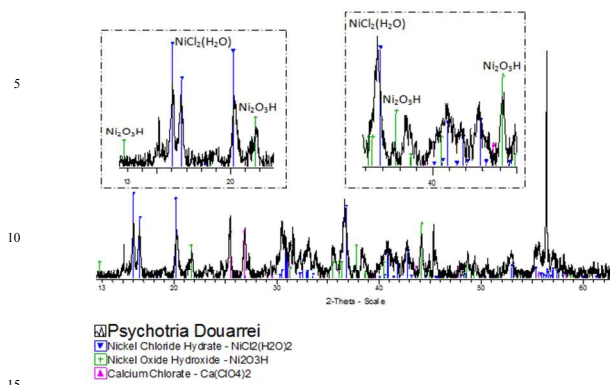 NiCl2(H2O)
Ni2O3H
Ni2O3H
13
20
NiCl2(H2O)
Ni2O3H
Ni2O3H
40
5
10
13
20
30
40
50
60
2-Theta - Scale
Psychotria Douarrei
Nickel Chloride Hydrate - NiCl2(H2O)2
Nickel Oxide Hydroxide - Ni2O3H
Calcium Chlorate - Ca(ClO4)2
15